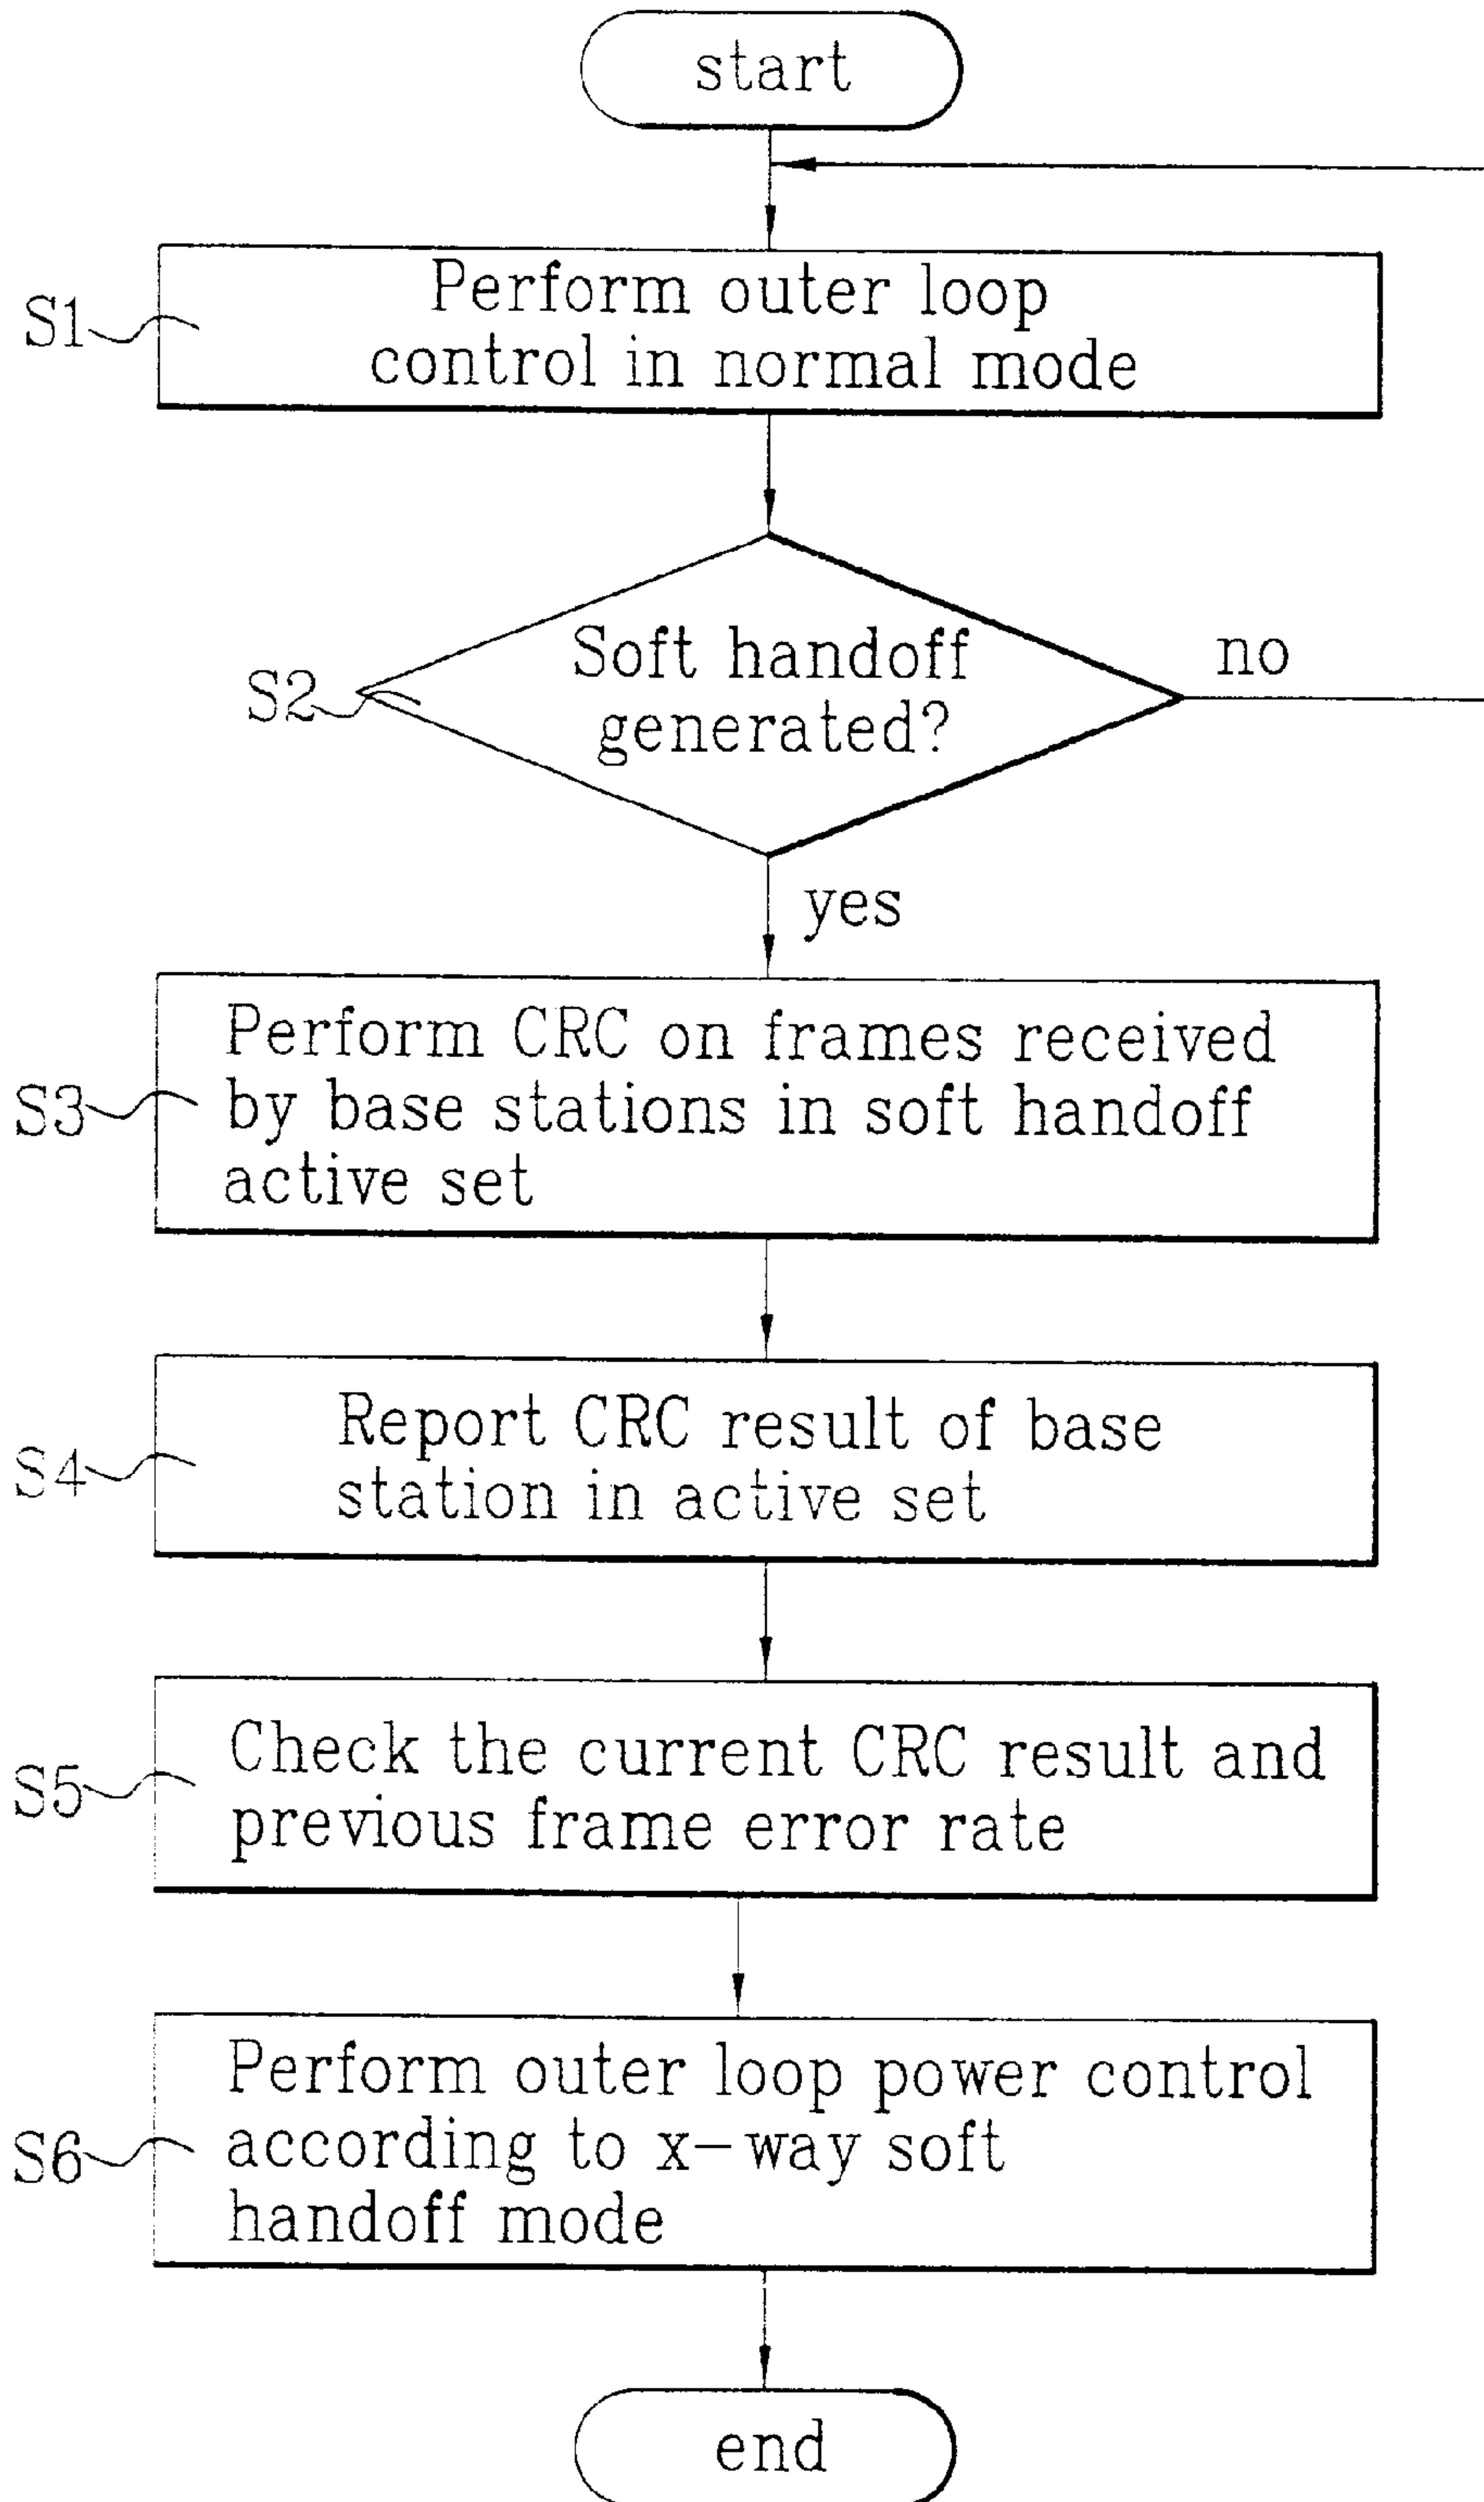 start
S1
Perform outer loop
control in normal mode
S2
Soft handoff
generated?
no
yes
S3
Perform CRC on frames received
by base stations in soft handoff
active set
S4
Report CRC result of base
station in active set
S5
Check the current CRC result and
previous frame error rate
S6
Perform outer loop power control
according to x-way soft
handoff mode
end